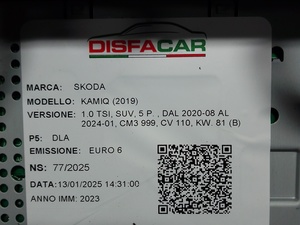 DISFACAR
MARCA: SKODA
MODELLO: KAMIQ (2019)
VERSIONE: 1.0 TSI, SUV, 5 P. , DAL 2020-08 AL
2024-01, CM3 999, CV 110, KW. 81 (B)
P5: DLA
EMISSIONE: EURO 6
NS: 77/2025
DATA:13/01/2025 14:31:00
ANNO IMM: 2023